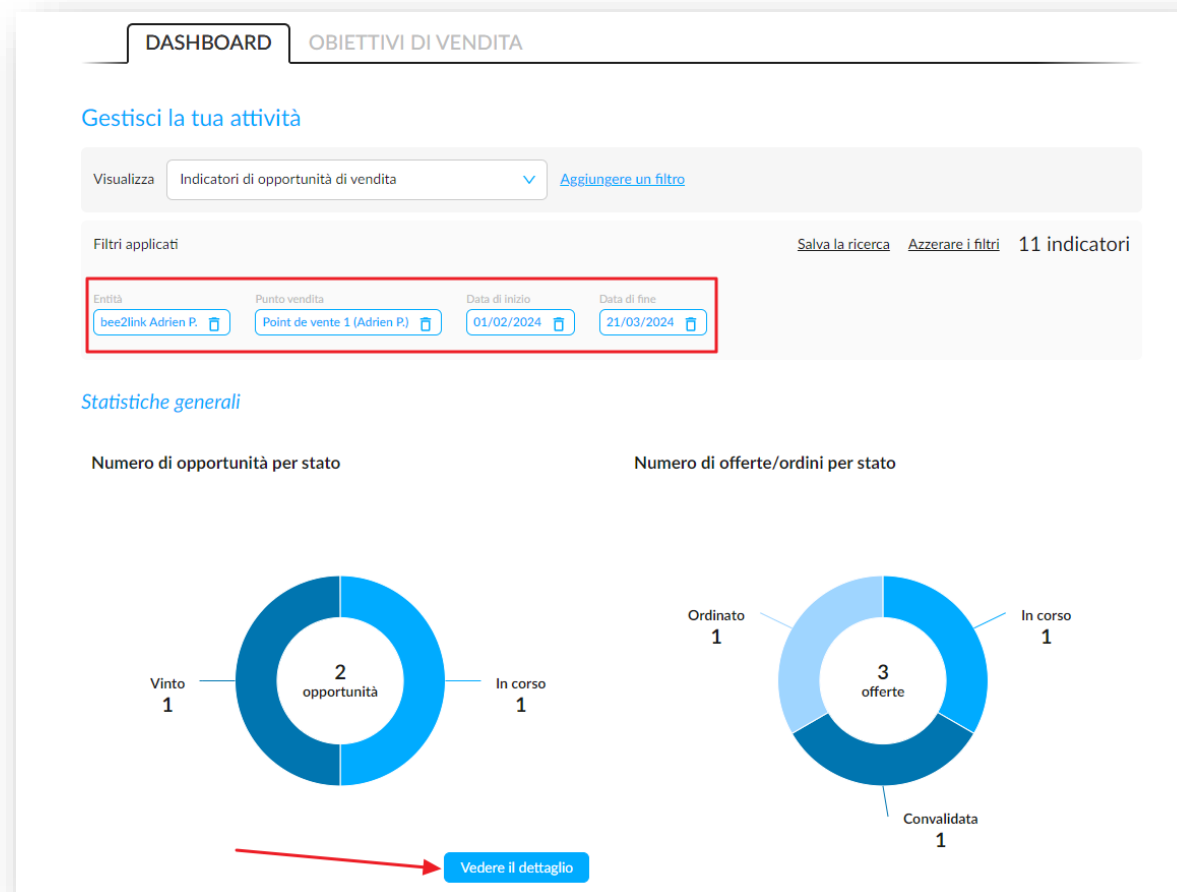 DASHBOARD OBIETTIVI DI VENDITA
Gestisci la tua attività
Visualizza Indicatori di opportunità di vendita Aggiungere un filtro
Filtri applicati Salva la ricerca Azzerare i filtri 11 indicatori
Entità Punto vendita Data di inizio Data di fine
bee2link Adrien P. Point de vente 1 (Adrien P.) 01/02/2024 21/03/2024
Statistiche generali
Numero di opportunità per stato Numero di offerte/ordini per stato
Vinto
1
2
opportunità
In corso
1
Ordinato
1
3
offerte
In corso
1
Convalidata
1
Vedere il dettaglio